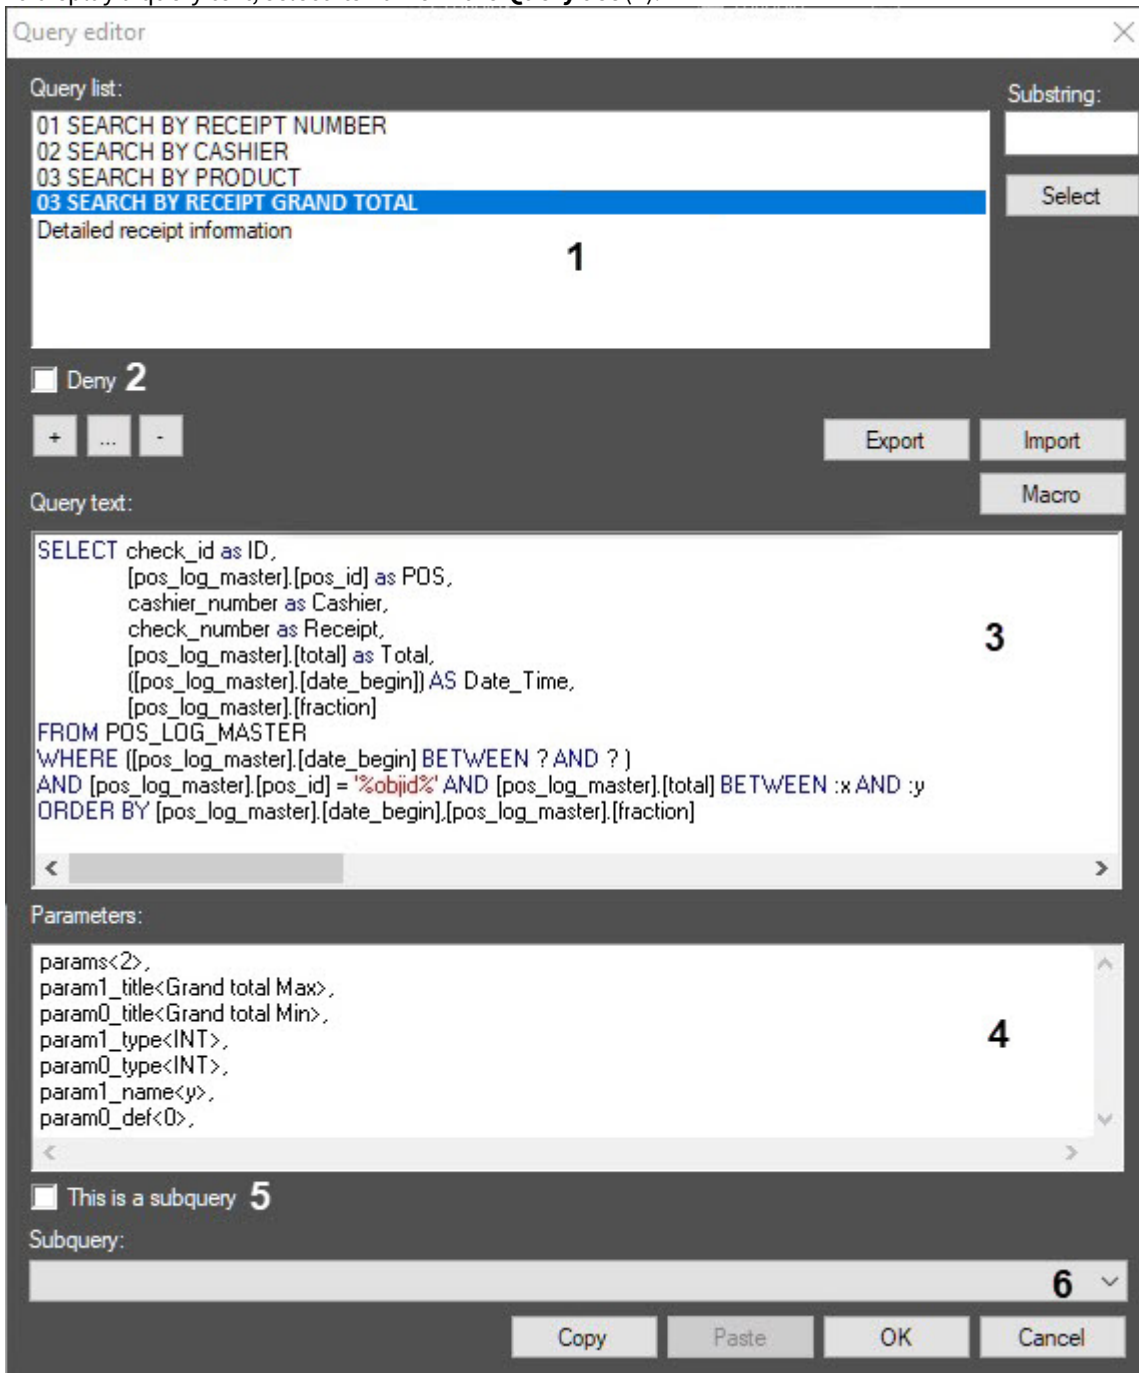 Query editor
Query list:
Substring:
01 SEARCH BY RECEIPT NUMBER
02 SEARCH BY CASHIER
03 SEARCH BY PRODUCT
03 SEARCH BY RECEIPT GRAND TOTAL
Select
Detailed receipt information
1
Deny 2
+ ... -
Export Import
Macro
Query text:
SELECT check_id as ID,
[pos_log_master].[pos_id] as POS,
cashier_number as Cashier,
check_number as Receipt,
3
[pos_log_master].[total] as Total,
([pos_log_master].[date_begin]) AS Date_Time,
[pos_log_master].[fraction]
FROM POS_LOG_MASTER
WHERE ([pos_log_master].[date_begin] BETWEEN ? AND ? )
AND [pos_log_master].[pos_id] = '%objid%' AND [pos_log_master].[total] BETWEEN :x AND :y
ORDER BY [pos_log_master].[date_begin],[pos_log_master].[fraction]
Parameters:
params<2>,
param1_title<Grand total Max>,
param0_title<Grand total Min>,
param1_type<INT>,
4
param0_type<INT>,
param1_name<y>,
param0_def<0>,
This is a subquery 5
Subquery:
6
Copy Paste OK Cancel